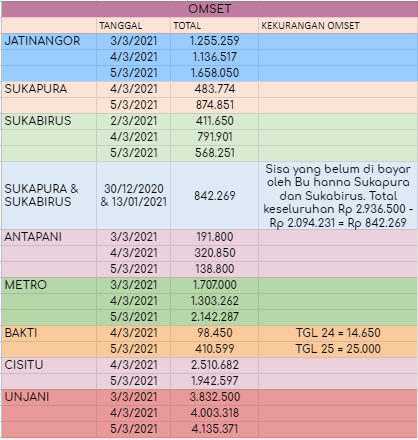 OMSET
TANGGAL TOTAL KEKURANGAN OMSET
JATINANGOR 3/3/2021 1.255.259
4/3/2021 1.136.517
5/3/2021 1.658.050
SUKAPURA 4/3/2021 483.774
5/3/2021 874.851
SUKABIRUS 2/3/2021 411.650
4/3/2021 791.901
5/3/2021 568.251
SUKAPURA & SUKABIRUS 30/12/2020 & 13/01/2021 842.269 Sisa yang belum di bayar oleh Bu hanna Sukapura dan Sukabirus. Total keseluruhan Rp 2.936.500 - Rp 2.094.231 = Rp 842.269
ANTAPANI 3/3/2021 191.800
4/3/2021 320.850
5/3/2021 138.800
METRO 3/3/2021 1.707.000
4/3/2021 1.303.262
5/3/2021 2.142.287
BAKTI 4/3/2021 98.450 TGL 24 = 14.650
5/3/2021 410.599 TGL 25 = 25.000
CISITU 4/3/2021 2.510.682
5/3/2021 1.942.597
UNJANI 3/3/2021 3.832.500
4/3/2021 4.003.318
5/3/2021 4.135.371